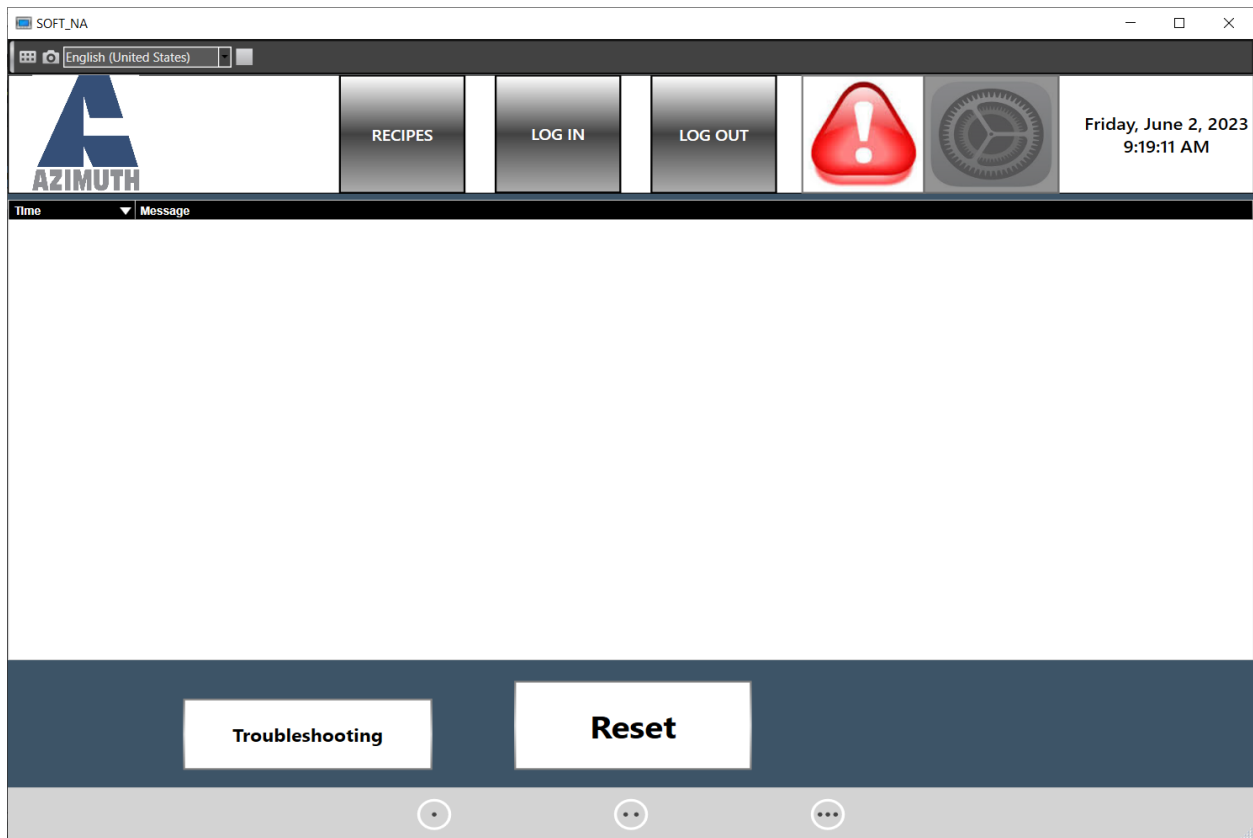 SOFT_NA
English (United States)
AZIMUTH
RECIPES
LOG IN
LOG OUT
Friday, June 2, 2023
9:19:11 AM
Time
Message
Troubleshooting
Reset